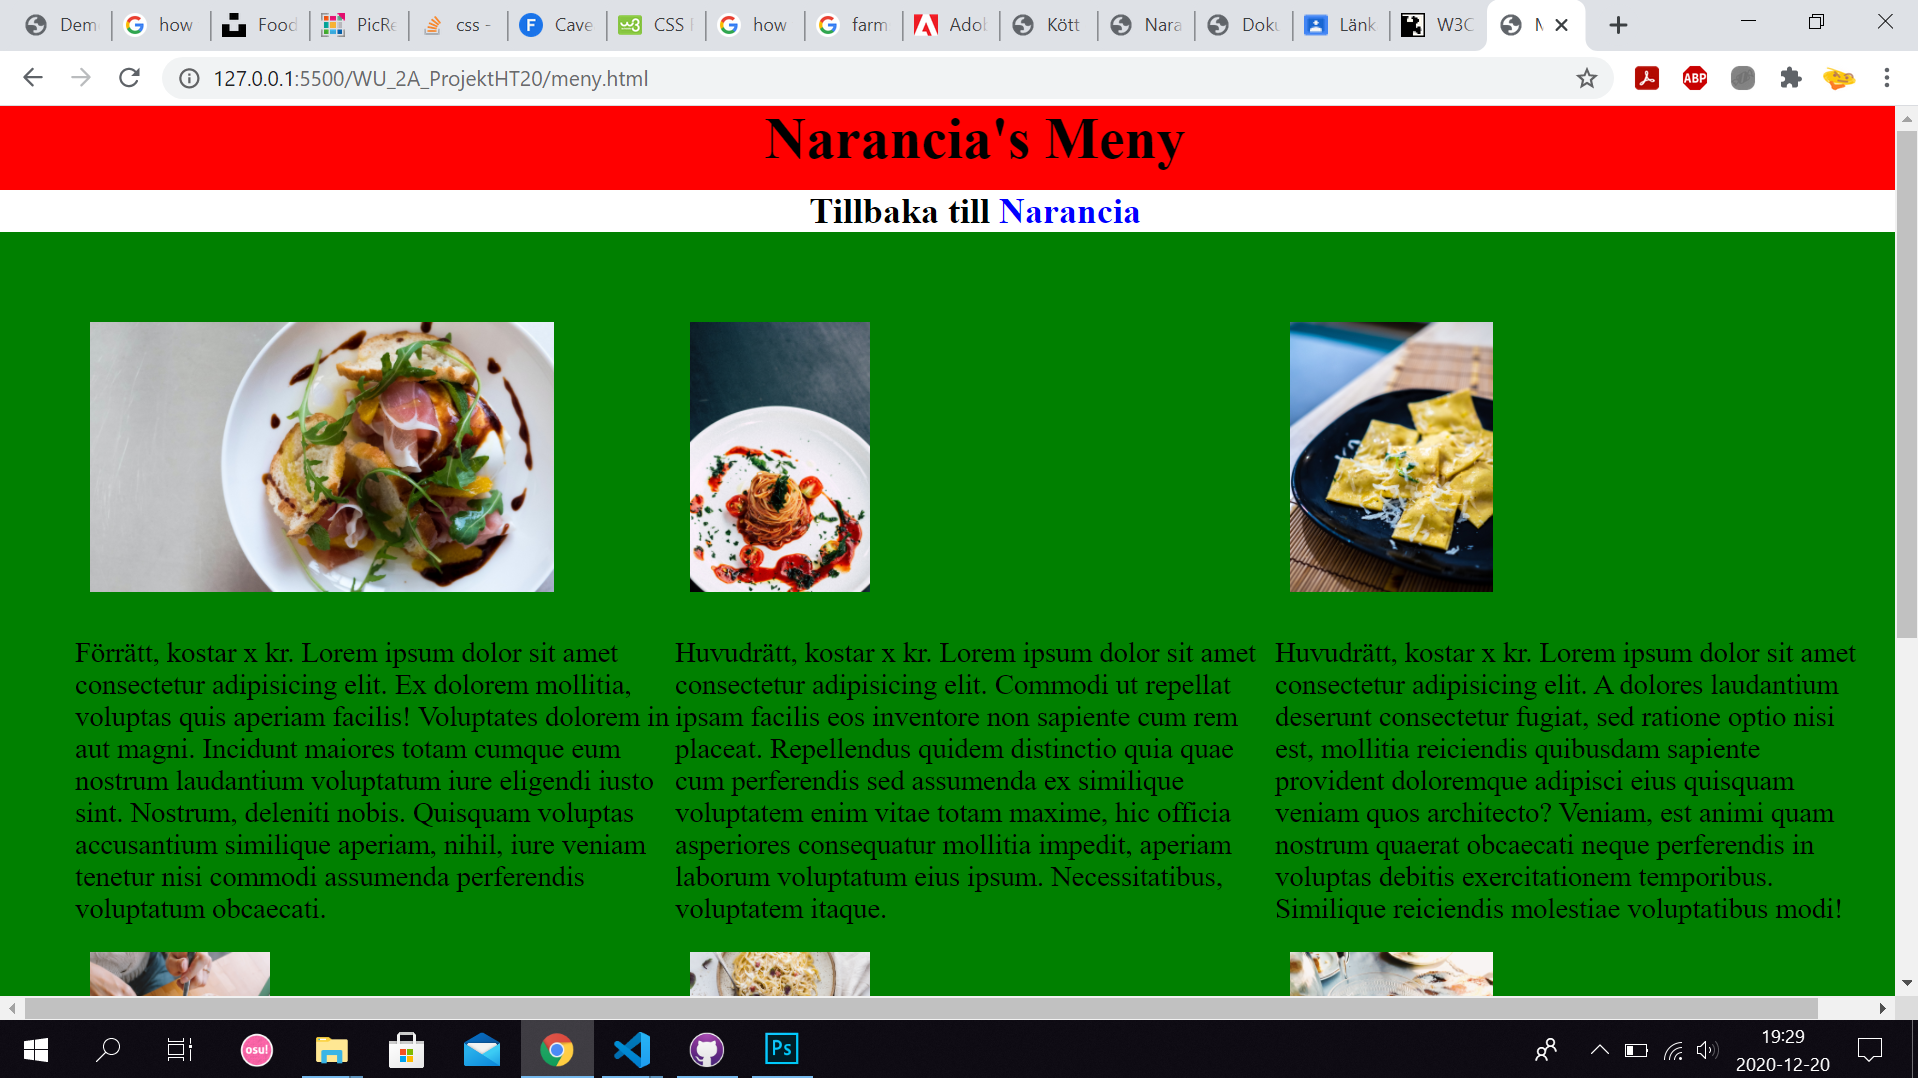 Dem
how
Food
PicRe
css -
Cave
CSS
how
farm
Adob
Kött
Nara
Doku
Länk
W3C
127.0.0.1:5500/WU_2A_ProjektHT20/meny.html
ABP
Narancia's Meny
Tillbaka till Narancia
Förrätt, kostar x kr. Lorem ipsum dolor sit amet
consectetur adipisicing elit. Ex dolorem mollitia,
voluptas quis aperiam facilis! Voluptates dolorem in
aut magni. Incidunt maiores totam cumque eum
nostrum laudantium voluptatum iure eligendi iusto
sint. Nostrum, deleniti nobis. Quisquam voluptas
accusantium similique aperiam, nihil, iure veniam
tenetur nisi commodi assumenda perferendis
voluptatum obcaecati.
Huvudrätt, kostar x kr. Lorem ipsum dolor sit amet
consectetur adipisicing elit. Commodi ut repellat
ipsam facilis eos inventore non sapiente cum rem
placeat. Repellendus quidem distinctio quia quae
cum perferendis sed assumenda ex similique
voluptatem enim vitae totam maxime, hic officia
asperiores consequatur mollitia impedit, aperiam
laborum voluptatum eius ipsum. Necessitatibus,
voluptatem itaque.
Huvudrätt, kostar x kr. Lorem ipsum dolor sit amet
consectetur adipisicing elit. A dolores laudantium
deserunt consectetur fugiat, sed ratione optio nisi
est, mollitia reiciendis quibusdam sapiente
provident doloremque adipisci eius quisquam
veniam quos architecto? Veniam, est animi quam
nostrum quaerat obcaecati neque perferendis in
voluptas debitis exercitationem temporibus.
Similique reiciendis molestiae voluptatibus modi!
osu!
Ps
19:29
2020-12-20